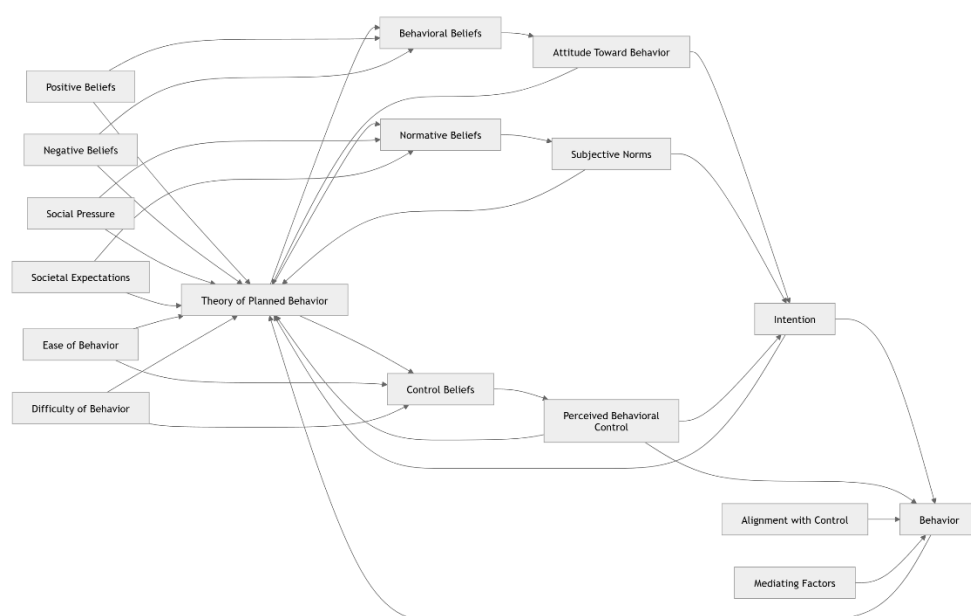 Behavioral Beliefs
Attitude Toward Behavior
Positive Beliefs
Normative Beliefs
Negative Beliefs
Subjective Norms
Social Pressure
Societal Expectations
Theory of Planned Behavior
Intention
Ease of Behavior
Control Beliefs
Difficulty of Behavior
Perceived Behavioral
Control
Alignment with Control
Behavior
Mediating Factors